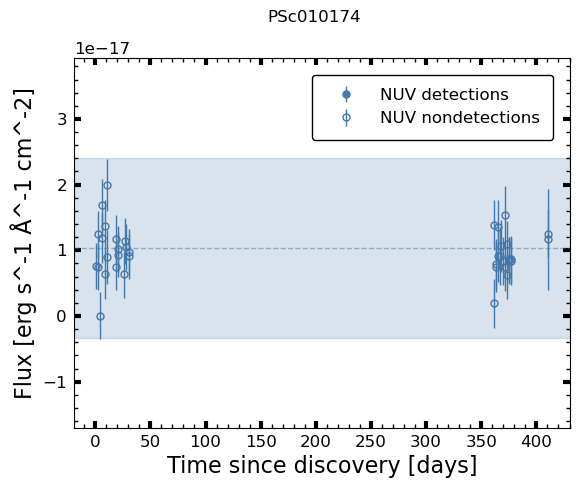 PSc010174
1e−17
NUV detections
NUV nondetections
3
2
1
0
−1
Flux [erg s^-1 Å^-1 cm^-2]
0 50 100 150 200 250 300 350 400
Time since discovery [days]